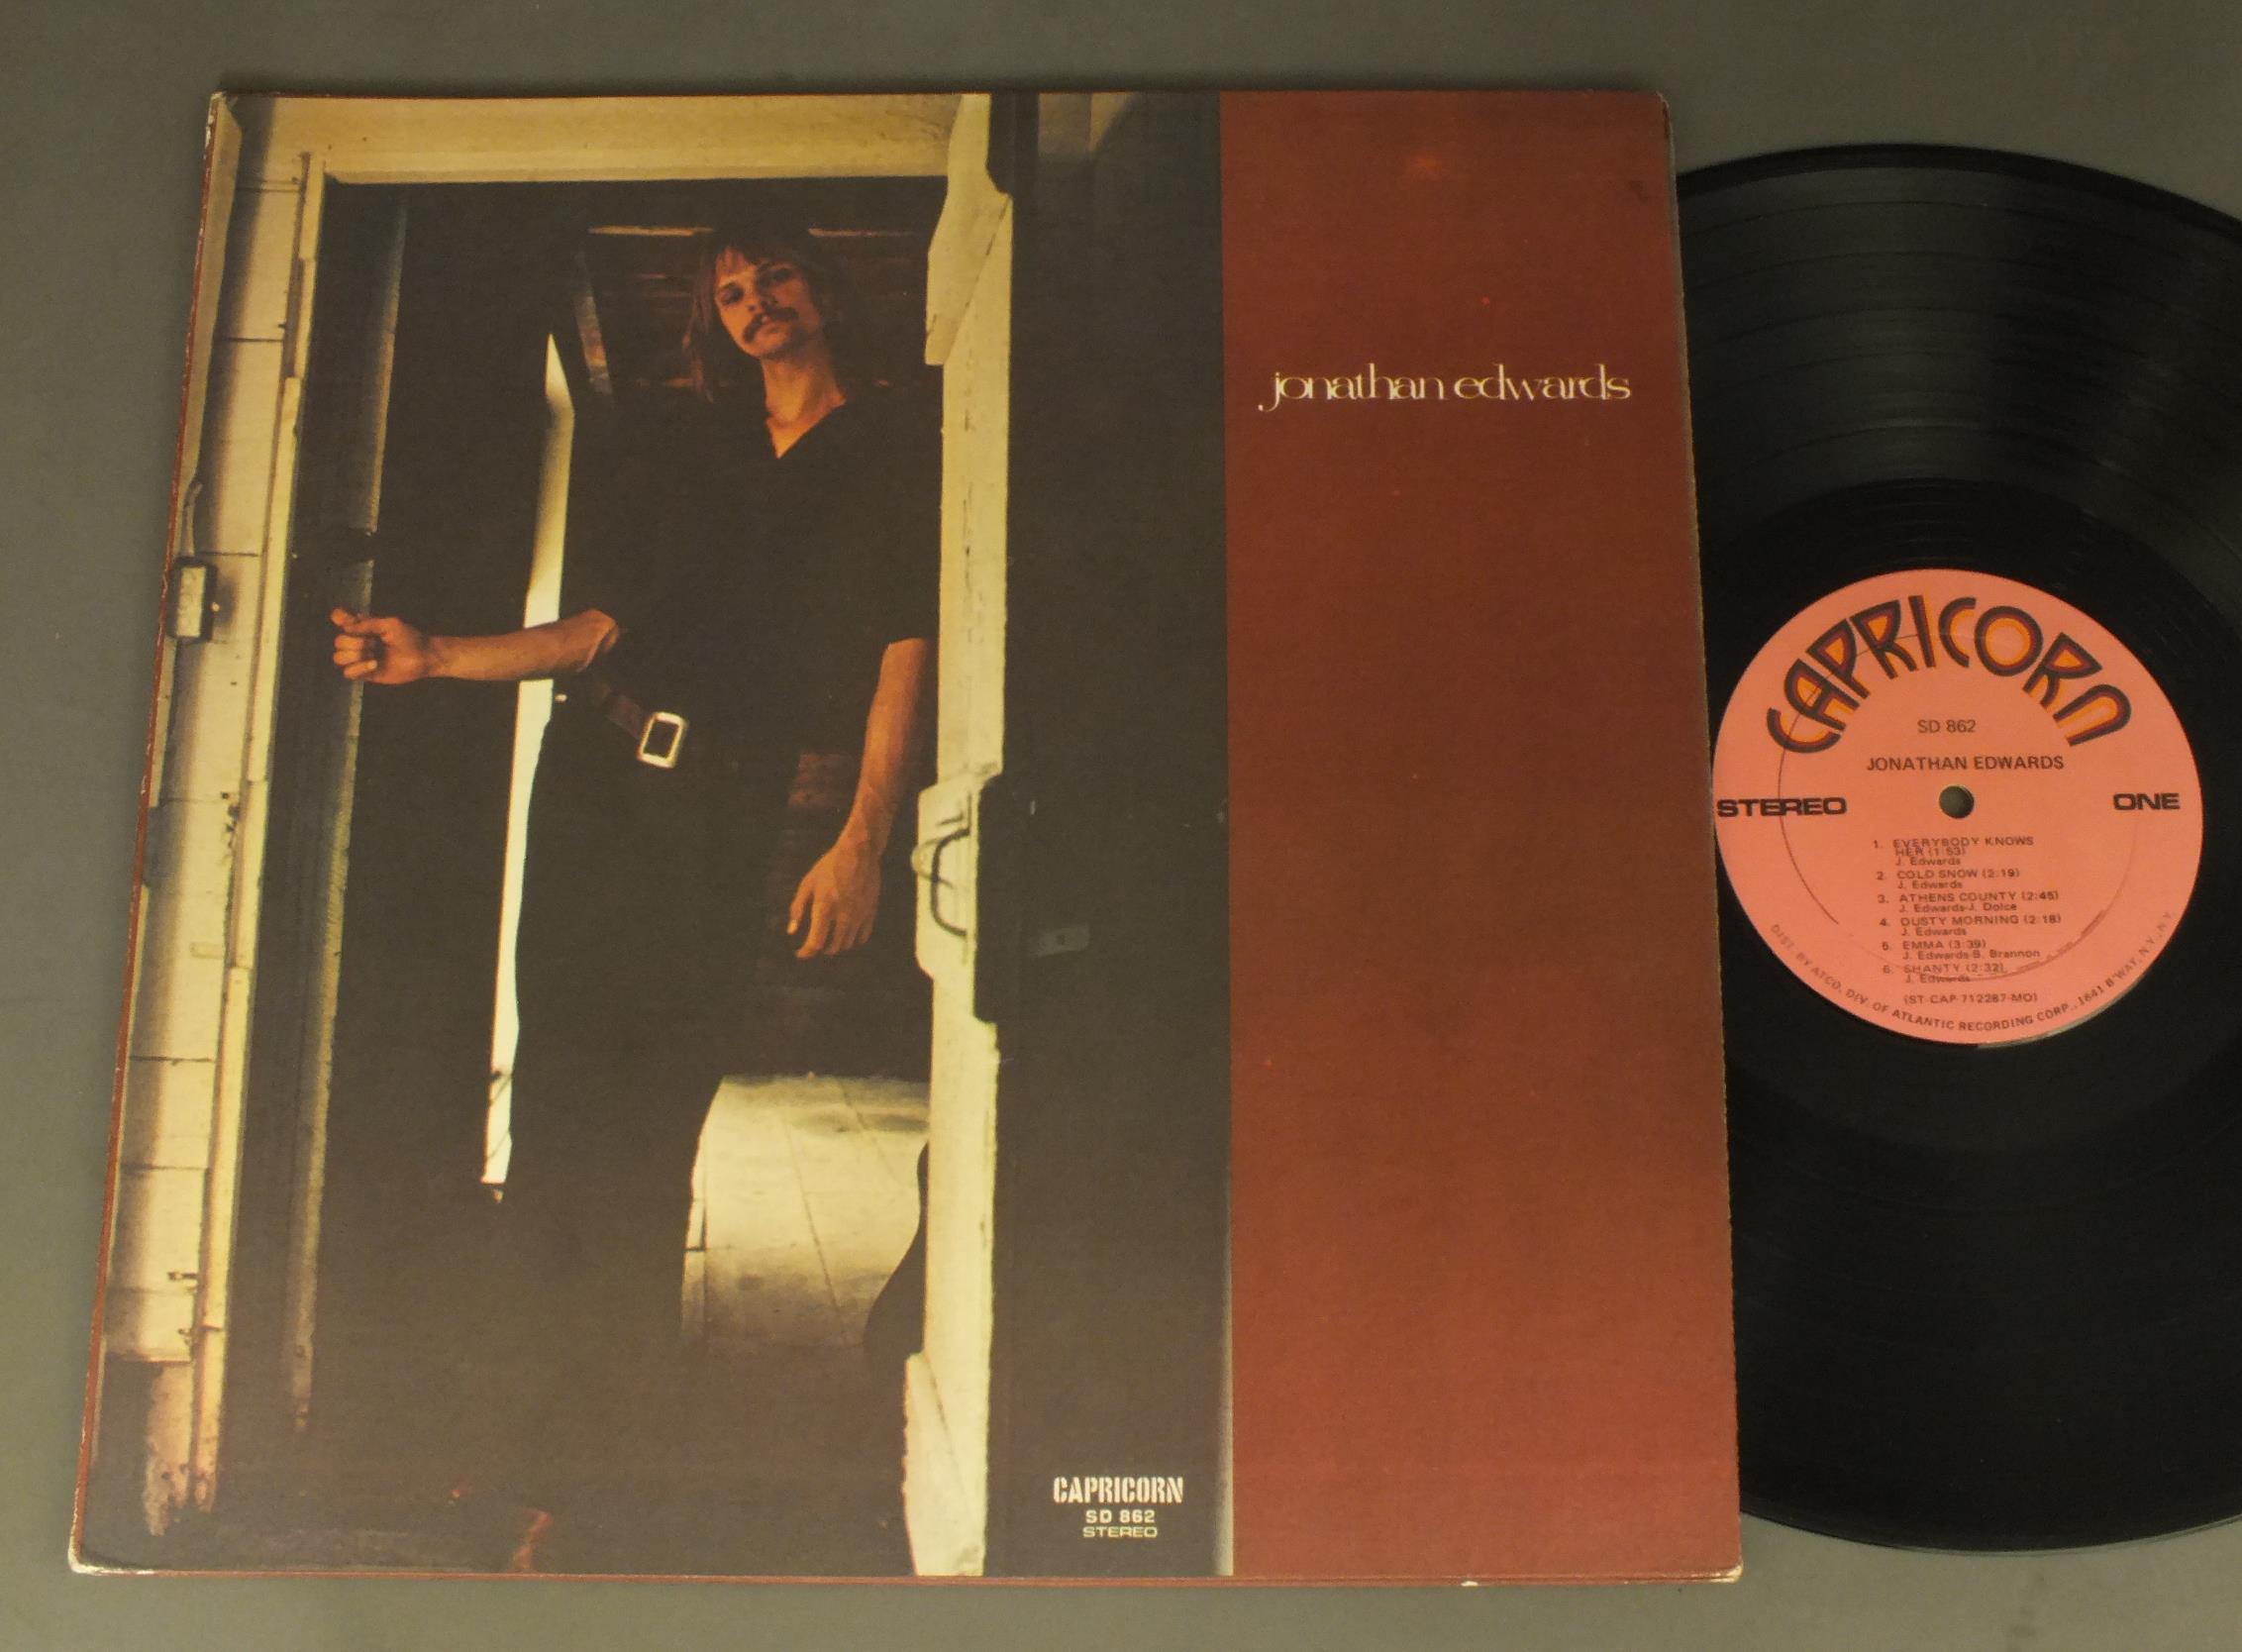 jonathan edwards
CAPRICORN
SD 862
STEREO
CAPRICORN
SD 862
JONATHAN EDWARDS
STEREO
ONE
1. EVERYBODY KNOWS
HER (1:53)
J. Edwards
2. COLD SNOW (2:19)
J. Edwards
3. ATHENS COUNTY (2:45)
J. Edwards-J. Dolce
4. DUSTY MORNING (2:18)
J. Edwards
5. EMMA (3:39)
J. Edwards-B. Brannon
6. SHANTY (2:32)
J. Edwards
(ST-CAP-712287-MO)
DIST. BY ATCO, DIV. OF ATLANTIC RECORDING CORP., 1841 B'WAY, N.Y., N.Y.